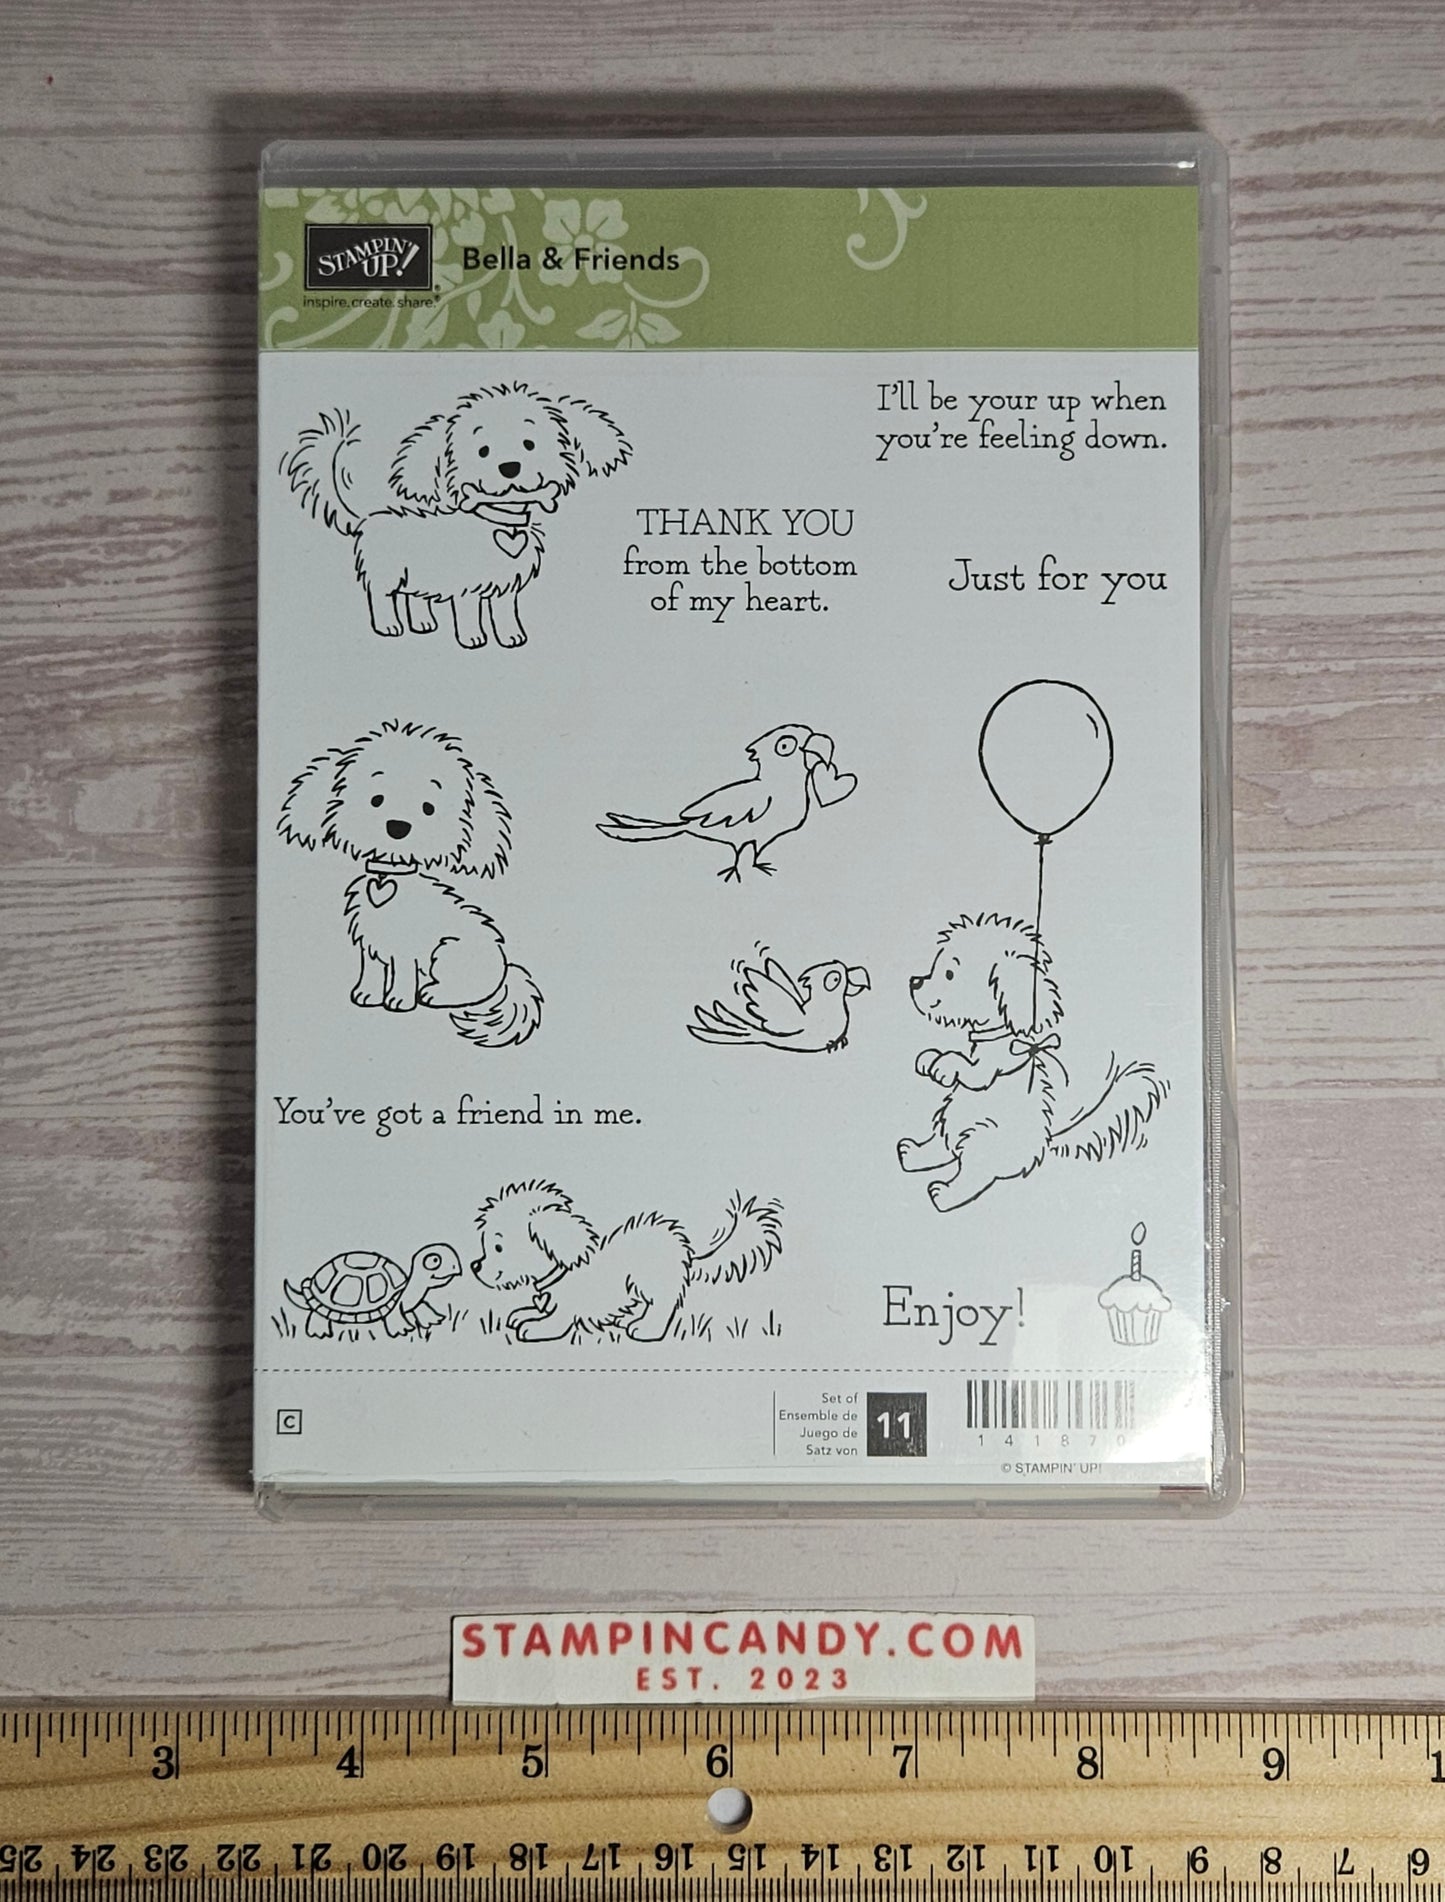 STAMPIN' UP!
inspire.create.share.®
Bella & Friends
I'll be your up when
you're feeling down.
THANK YOU
from the bottom
of my heart.
Just for you
You've got a friend in me.
Enjoy!
C
Set of
Ensemble de
Juego de
Satz von
11
141870
© STAMPIN' UP!
STAMPINCANDY.COM
EST. 2023
3 4 5 6 7 8 9 1
25 24 23 22 21 20 19 18 17 16 15 14 13 12 11 10 9 8 7 6